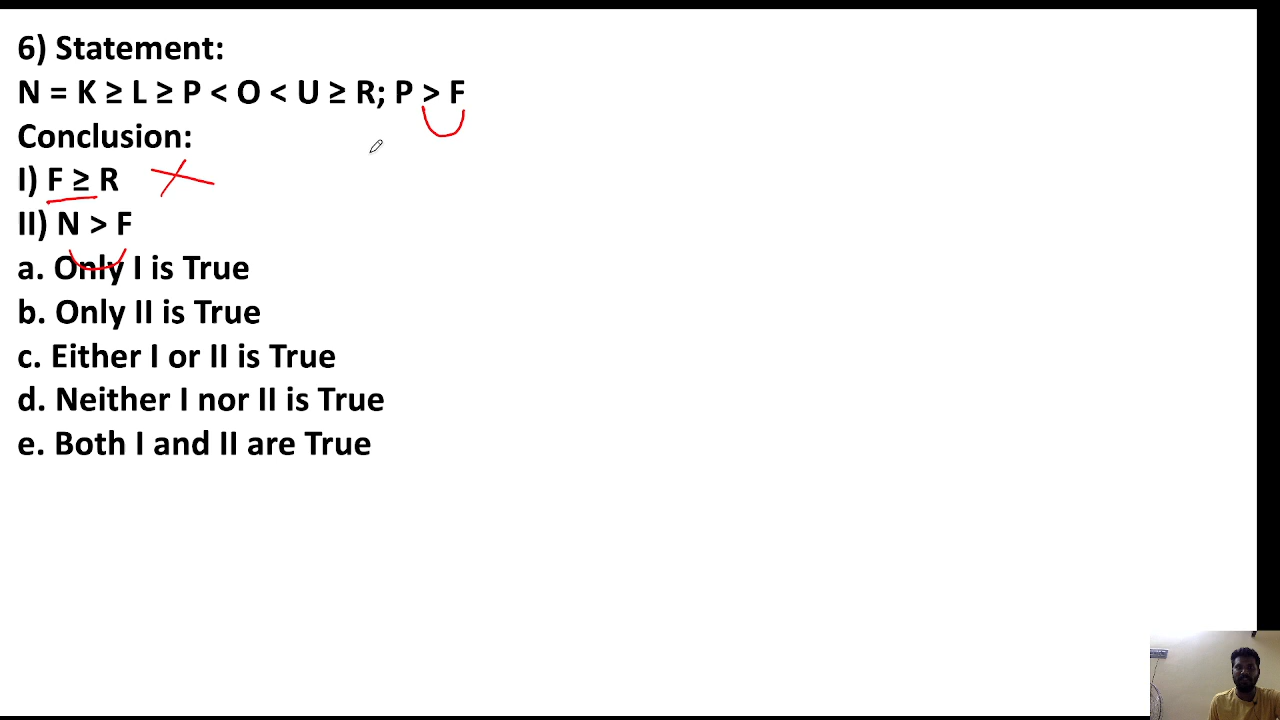 6) Statement:
N = K ≥ L ≥ P < O < U ≥ R; P > F
Conclusion:
I) F ≥ R
II) N > F
a. Only I is True
b. Only II is True
c. Either I or II is True
d. Neither I nor II is True
e. Both I and II are True